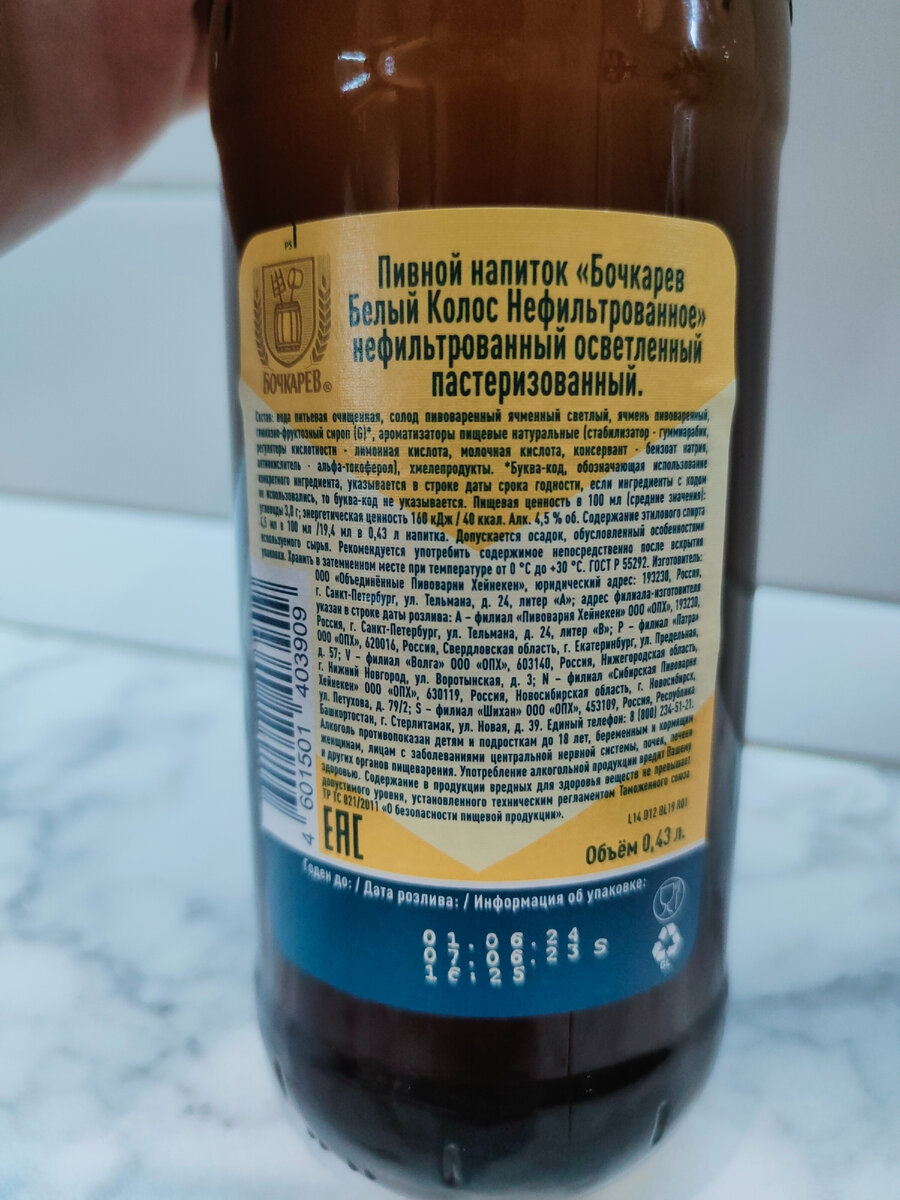 PS
БОЧКАРЕВ®
Пивной напиток «Бочкарев
Белый Колос Нефильтрованное»
нефильтрованный осветленный
пастеризованный.
Состав: вода питьевая очищенная, солод пивоваренный ячменный светлый, ячмень пивоваренный,
глюкозно-фруктозный сироп (G)*, ароматизаторы пищевые натуральные (стабилизатор - гуммиарабик,
регуляторы кислотности - лимонная кислота, молочная кислота, консервант - бензоат натрия,
антиокислитель - альфа-токоферол), хмелепродукты. *Буква-код, обозначающая использование
конкретного ингредиента, указывается в строке даты срока годности, если ингредиенты с кодом
не использовались, то буква-код не указывается. Пищевая ценность в 100 мл (средние значения):
углеводы 3,0 г; энергетическая ценность 160 кДж / 40 ккал. Алк. 4,5 % об. Содержание этилового спирта
4,5 мл в 100 мл /19,4 мл в 0,43 л напитка. Допускается осадок, обусловленный особенностями
используемого сырья. Рекомендуется употребить содержимое непосредственно после вскрытия
упаковки. Хранить в затемненном месте при температуре от 0 °С до +30 °С. ГОСТ Р 55292. Изготовитель:
ООО «Объединённые Пивоварни Хейнекен», юридический адрес: 193230, Россия,
г. Санкт-Петербург, ул. Тельмана, д. 24, литер «А»; адрес филиала-изготовителя
указан в строке даты розлива: А – филиал «Пивоварня Хейнекен» ООО «ОПХ», 193230,
Россия, г. Санкт-Петербург, ул. Тельмана, д. 24, литер «В»; Р – филиал «Патра»
ООО «ОПХ», 620016, Россия, Свердловская область, г. Екатеринбург, ул. Предельная,
д. 57; V – филиал «Волга» ООО «ОПХ», 603140, Россия, Нижегородская область,
г. Нижний Новгород, ул. Воротынская, д. 3; N – филиал «Сибирская Пивоварня
Хейнекен» ООО «ОПХ», 630119, Россия, Новосибирская область, г. Новосибирск,
ул. Петухова, д. 79/2; S – филиал «Шихан» ООО «ОПХ», 453109, Россия, Республика
Башкортостан, г. Стерлитамак, ул. Новая, д. 39. Единый телефон: 8 (800) 234-51-21.
Алкоголь противопоказан детям и подросткам до 18 лет, беременным и кормящим
женщинам, лицам с заболеваниями центральной нервной системы, почек, печени
и других органов пищеварения. Употребление алкогольной продукции вредит Вашему
здоровью. Содержание в продукции вредных для здоровья веществ не превышает
допустимого уровня, установленного техническим регламентом Таможенного союза
ТР ТС 021/2011 «О безопасности пищевой продукции».
4 601501 403909
L14 D12 BL19 R01
EAC
Объём 0,43 л.
Годен до: / Дата розлива: / Информация об упаковке:
01.06.24
07.06.23 S
16:25
GL